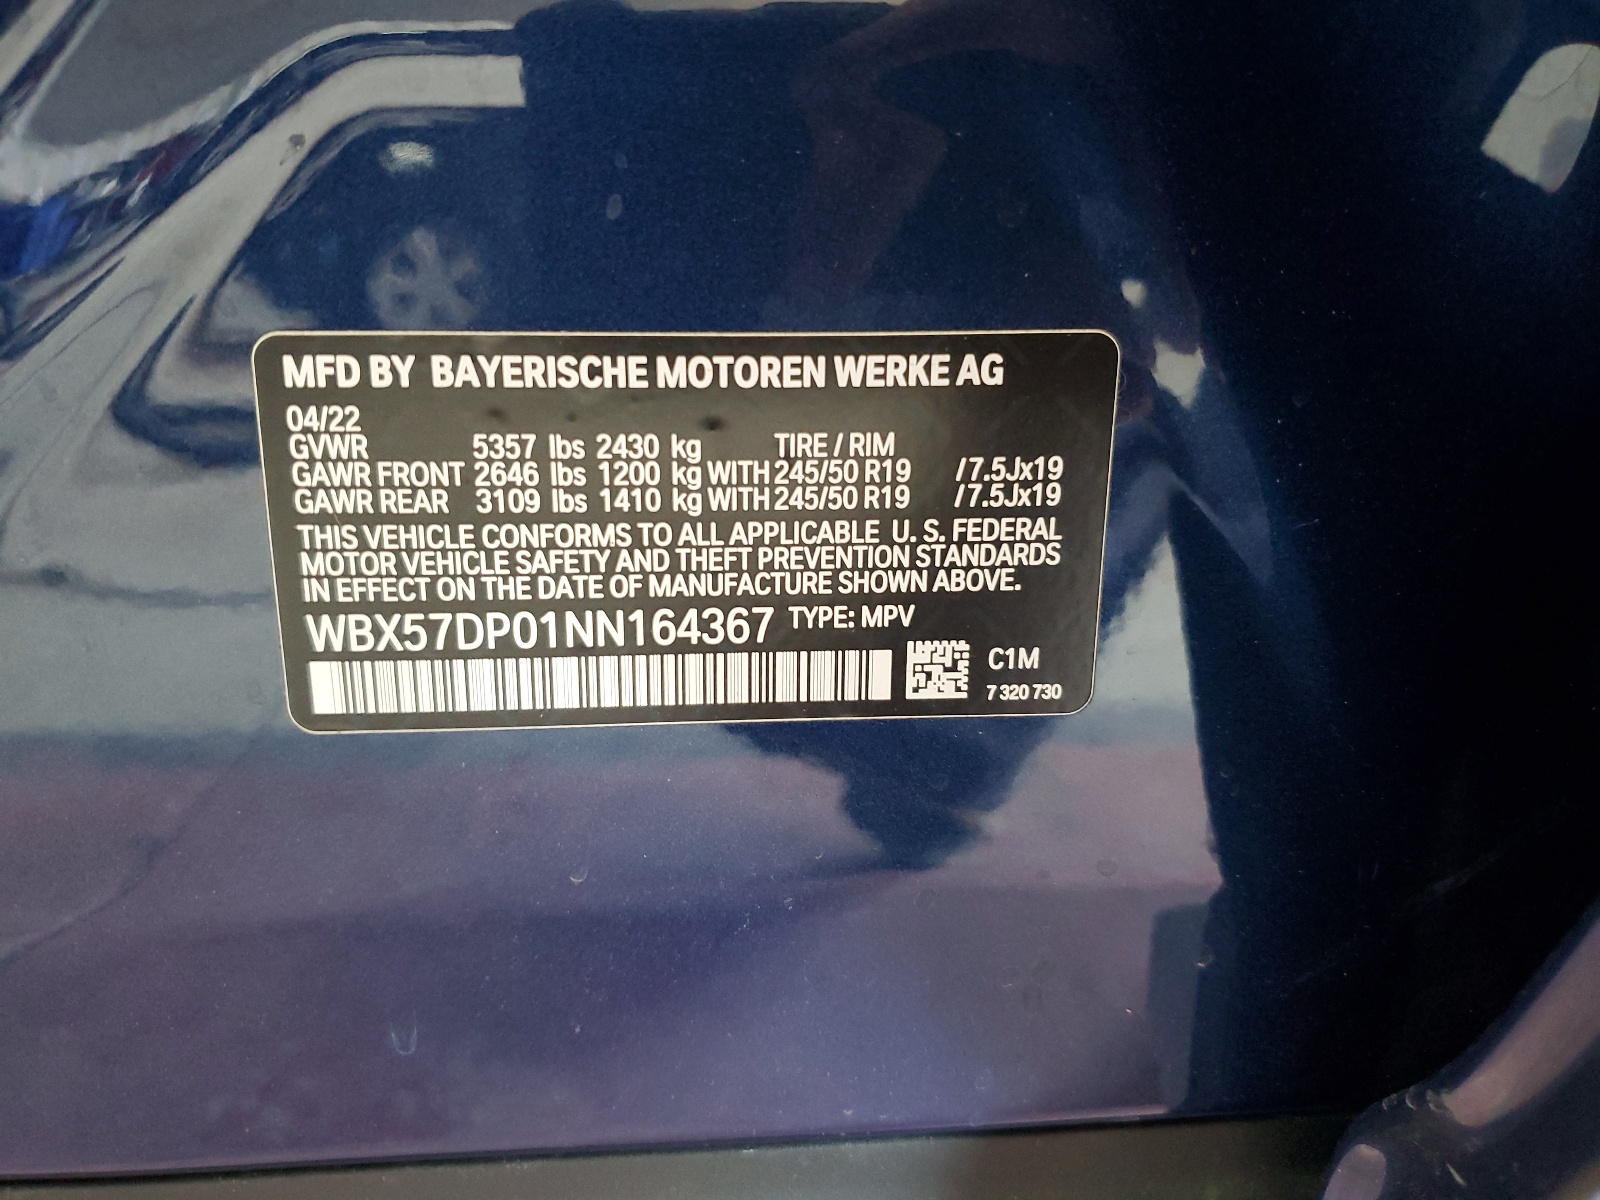 MFD BY BAYERISCHE MOTOREN WERKE AG
04/22
GVWR 5357 lbs 2430 kg TIRE / RIM
GAWR FRONT 2646 lbs 1200 kg WITH 245/50 R19 /7.5Jx19
GAWR REAR 3109 lbs 1410 kg WITH 245/50 R19 /7.5Jx19
THIS VEHICLE CONFORMS TO ALL APPLICABLE U. S. FEDERAL
MOTOR VEHICLE SAFETY AND THEFT PREVENTION STANDARDS
IN EFFECT ON THE DATE OF MANUFACTURE SHOWN ABOVE.
WBX57DP01NN164367 TYPE: MPV
C1M
7 320 730